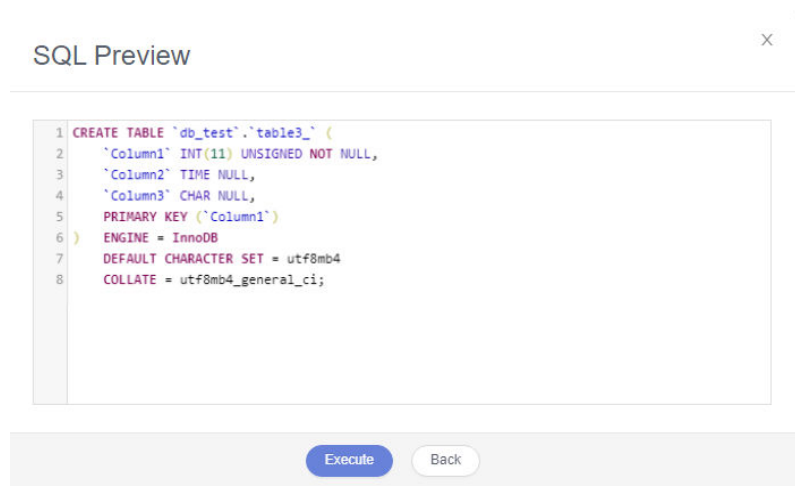 SQL Preview
1 CREATE TABLE `db_test`.`table3_` (
2 `Column1` INT(11) UNSIGNED NOT NULL,
3 `Column2` TIME NULL,
4 `Column3` CHAR NULL,
5 PRIMARY KEY (`Column1`)
6 ) ENGINE = InnoDB
7 DEFAULT CHARACTER SET = utf8mb4
8 COLLATE = utf8mb4_general_ci;
Execute Back